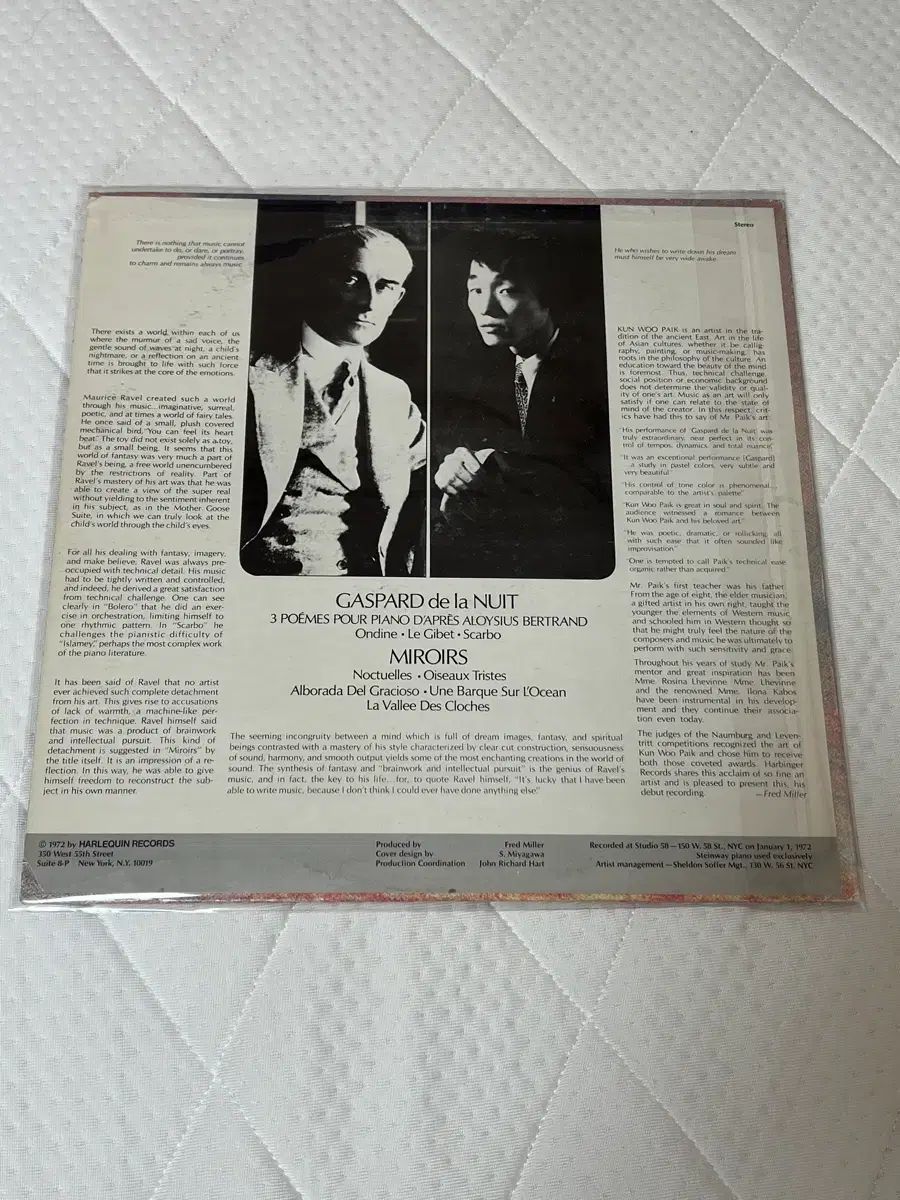 There is nothing that music cannot
undertake to do, or dare, or portray,
provided it continues
to charm and remains always music.
There exists a world within each of us
where the murmur of a sad voice, the
gentle sound of waves at night, a child's
nightmare, or a reflection on an ancient
time is brought to life with such force
that it strikes at the core of the emotions.
Maurice Ravel created such a world
through his music...imaginative, surreal,
poetic, and at times a world of fairy tales.
He once said of a small, plush covered
mechanical bird, "You can feel its heart
beat." The toy did not exist solely as a toy,
but as a small being. It seems that this
world of fantasy was very much a part of
Ravel's being, a free world unencumbered
by the restrictions of reality. Part of
Ravel's mastery of his art was that he was
able to create a view of the super real
without yielding to the sentiment inherent
in his subject, as in the Mother Goose
Suite, in which we can truly look at the
child's world through the child's eyes.
For all his dealing with fantasy, imagery,
and make believe, Ravel was always pre-
occupied with technical detail. His music
had to be tightly written and controlled,
and indeed, he derived a great satisfaction
from technical challenge. One can see
clearly in "Bolero" that he did an exer-
cise in orchestration, limiting himself to
one rhythmic pattern. In "Scarbo" he
challenges the pianistic difficulty of
"Islamey," perhaps the most complex work
of the piano literature.
It has been said of Ravel that no artist
ever achieved such complete detachment
from his art. This gives rise to accusations
of lack of warmth, a machine-like per-
fection in technique. Ravel himself said
that music was a product of brainwork
and intellectual pursuit. This kind of
detachment is suggested in "Miroirs" by
the title itself. It is an impression of a re-
flection. In this way, he was able to give
himself freedom to reconstruct the sub-
ject in his own manner.
GASPARD de la NUIT
3 POÉMES POUR PIANO D'APRÈS ALOYSIUS BERTRAND
Ondine • Le Gibet • Scarbo
MIROIRS
Noctuelles • Oiseaux Tristes
Alborada Del Gracioso • Une Barque Sur L'Ocean
La Vallee Des Cloches
The seeming incongruity between a mind which is full of dream images, fantasy, and spiritual
beings contrasted with a mastery of his style characterized by clear cut construction, sensuousness
of sound, harmony, and smooth output yields some of the most enchanting creations in the world of
sound. The synthesis of fantasy and "brainwork and intellectual pursuit" is the genius of Ravel's
music, and in fact, the key to his life...for, to quote Ravel himself, "It's lucky that I have been
able to write music, because I don't think I could ever have done anything else."
Stereo
He who wishes to write down his dream
must himself be very wide awake.
KUN WOO PAIK is an artist in the tra-
dition of the ancient East. Art in the life
of Asian cultures, whether it be callig-
raphy, painting, or music-making, has
roots in the philosophy of the culture. An
education toward the beauty of the mind
is foremost. Thus, technical challenge,
social position or economic background
does not determine the validity or qual-
ity of one's art. Music as an art will only
satisfy if one can relate to the state of
mind of the creator. In this respect, crit-
ics have had this to say of Mr. Paik's art:
"His performance of 'Gaspard de la Nuit' was
truly extraordinary, near perfect in its con-
trol of tempos, dynamics, and total nuance."
"It was an exceptional performance [Gaspard]
a study in pastel colors, very subtle and
very beautiful."
"His control of tone color is phenomenal...
comparable to the artist's palette."
"Kun Woo Paik is great in soul and spirit. The
audience witnessed a romance between
Kun Woo Paik and his beloved art."
"He was poetic, dramatic, or rollicking, all
with such ease that it often sounded like
improvisation."
"One is tempted to call Paik's technical ease
organic rather than acquired."
Mr. Paik's first teacher was his father.
From the age of eight, the elder musician,
a gifted artist in his own right, taught the
younger the elements of Western music
and schooled him in Western thought so
that he might truly feel the nature of the
composers and music he was ultimately to
perform with such sensitivity and grace.
Throughout his years of study Mr. Paik's
mentor and great inspiration has been
Mme. Rosina Lhevinne. Mme. Lhevinne
and the renowned Mme. Ilona Kabos
have been instrumental in his develop-
ment and they continue their associa-
tion even today.
The judges of the Naumburg and Leven-
tritt competitions recognized the art of
Kun Woo Paik and chose him to receive
both those coveted awards. Harbinger
Records shares this acclaim of so fine an
artist and is pleased to present this, his
debut recording. —Fred Miller
© 1972 by HARLEQUIN RECORDS
350 West 55th Street
Suite 8-P New York, N.Y. 10019
Produced by Fred Miller
Cover design by S. Miyagawa
Production Coordination John Richard Hart
Recorded at Studio 58—150 W. 58 St., NYC on January 1, 1972
Steinway piano used exclusively
Artist management—Sheldon Soffer Mgt., 130 W. 56 St. NYC